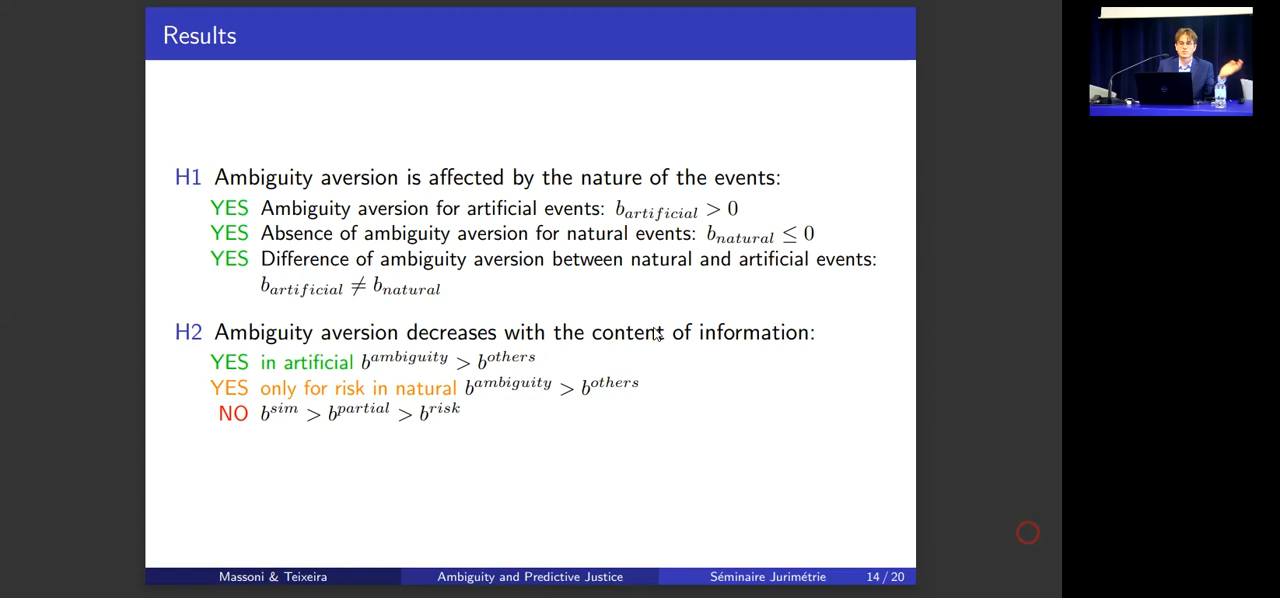 Results
H1 Ambiguity aversion is affected by the nature of the events:
YES Ambiguity aversion for artificial events: b_artificial > 0
YES Absence of ambiguity aversion for natural events: b_natural ≤ 0
YES Difference of ambiguity aversion between natural and artificial events:
b_artificial ≠ b_natural
H2 Ambiguity aversion decreases with the content of information:
YES in artificial b^ambiguity > b^others
YES only for risk in natural b^ambiguity > b^others
NO b^sim > b^partial > b^risk
Massoni & Teixeira Ambiguity and Predictive Justice Séminaire Jurimétrie 14 / 20